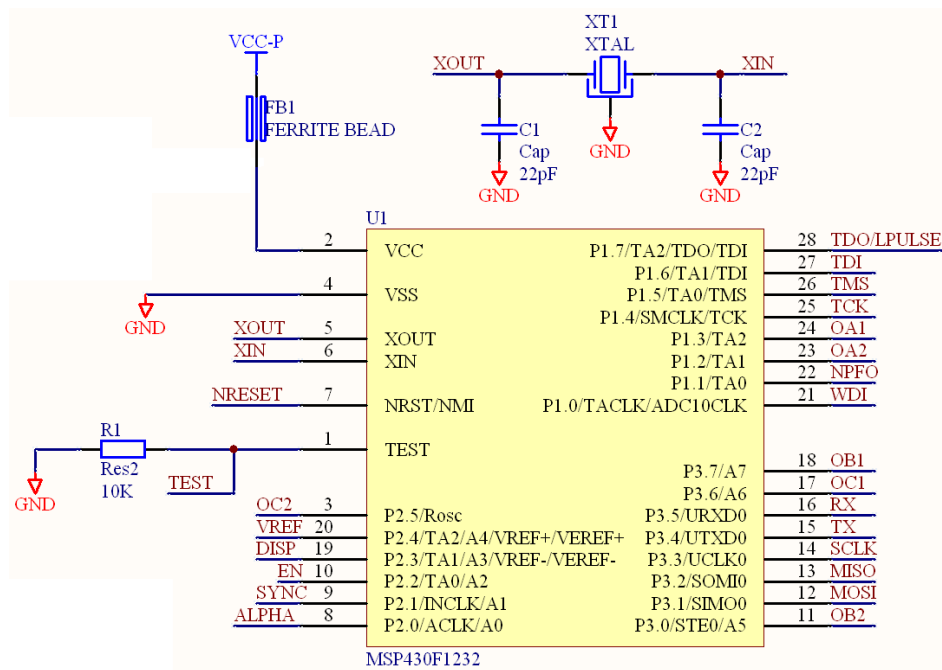 XT1
XTAL
VCC-P
XOUT
XIN
FB1
FERRITE BEAD
C1
Cap
22pF
GND
GND
C2
Cap
22pF
GND
U1
2 VCC
4 VSS
GND
XOUT 5 XOUT
XIN 6 XIN
NRESET 7 NRST/NMI
R1
Res2
10K
GND
TEST
1 TEST
OC2 3 P2.5/Rosc
VREF 20 P2.4/TA2/A4/VREF+/VEREF+
DISP 19 P2.3/TA1/A3/VREF-/VEREF-
EN 10 P2.2/TA0/A2
SYNC 9 P2.1/INCLK/A1
ALPHA 8 P2.0/ACLK/A0
P1.7/TA2/TDO/TDI 28 TDO/LPULSE
P1.6/TA1/TDI 27 TDI
P1.5/TA0/TMS 26 TMS
P1.4/SMCLK/TCK 25 TCK
P1.3/TA2 24 OA1
P1.2/TA1 23 OA2
P1.1/TA0 22 NPFO
P1.0/TACLK/ADC10CLK 21 WDI
P3.7/A7 18 OB1
P3.6/A6 17 OC1
P3.5/URXD0 16 RX
P3.4/UTXD0 15 TX
P3.3/UCLK0 14 SCLK
P3.2/SOMI0 13 MISO
P3.1/SIMO0 12 MOSI
P3.0/STE0/A5 11 OB2
MSP430F1232